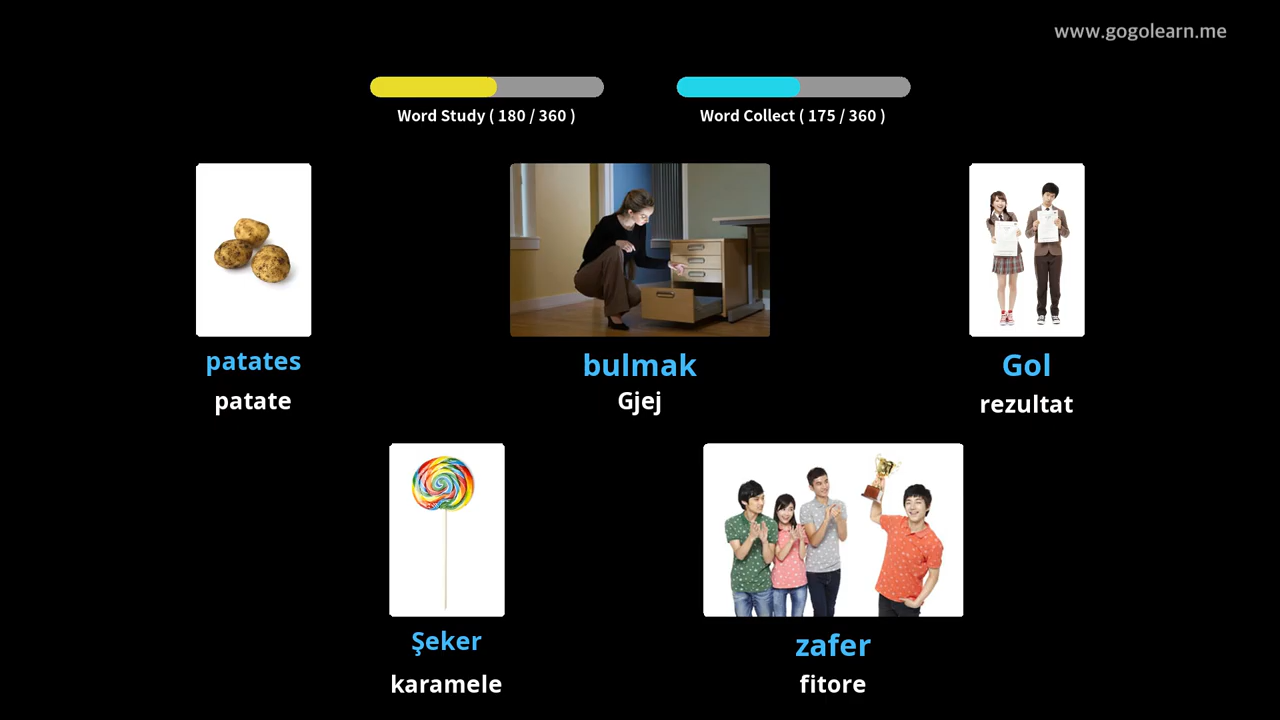 www.gogolearn.me
Word Study ( 180 / 360 )
Word Collect ( 175 / 360 )
patates
patate
bulmak
Gjej
Gol
rezultat
Şeker
karamele
zafer
fitore